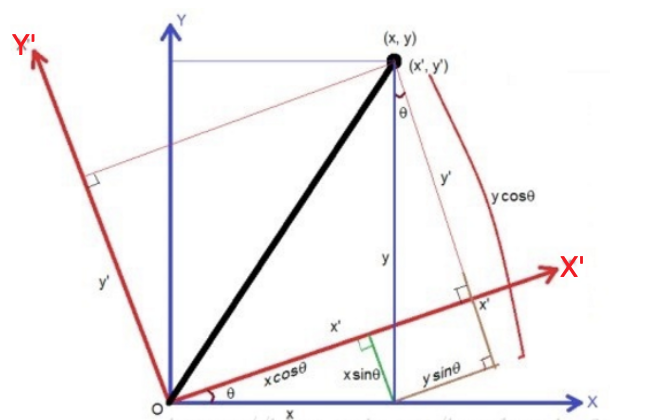 Y'
Y
(x, y)
(x', y')
θ
y'
y cosθ
y
X'
y'
x'
x'
x cosθ
x sinθ
y sinθ
θ
O
x
X